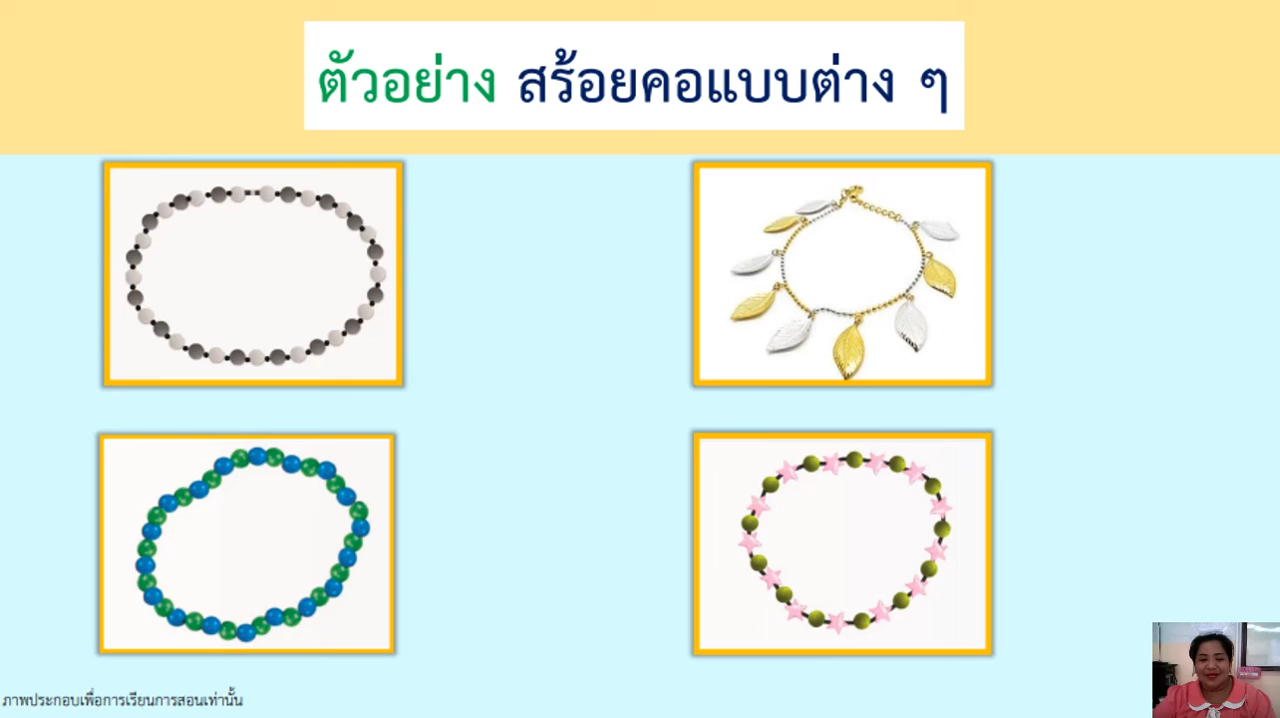 ตัวอย่าง สร้อยคอแบบต่าง ๆ
ภาพประกอบเพื่อการเรียนการสอนเท่านั้น